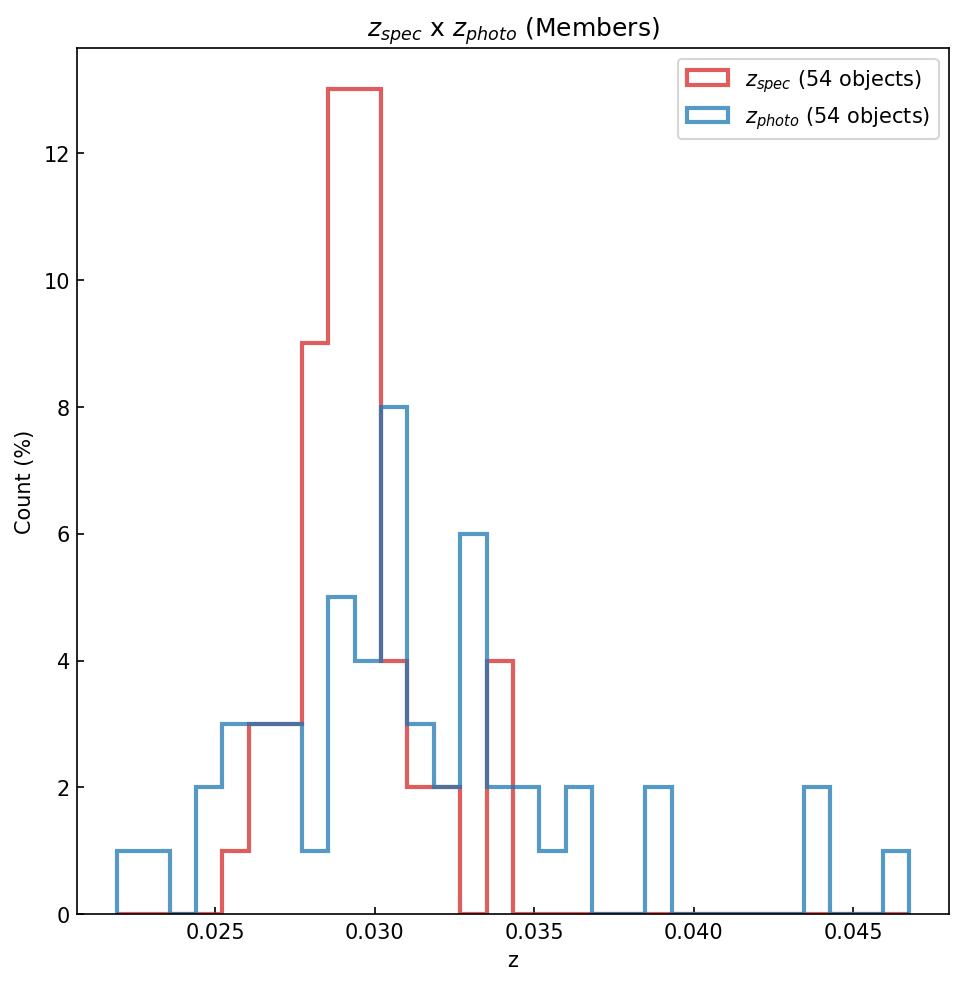 z_spec x z_photo (Members)
z_spec (54 objects)
z_photo (54 objects)
Count (%)
12
10
8
6
4
2
0
0.025 0.030 0.035 0.040 0.045
z